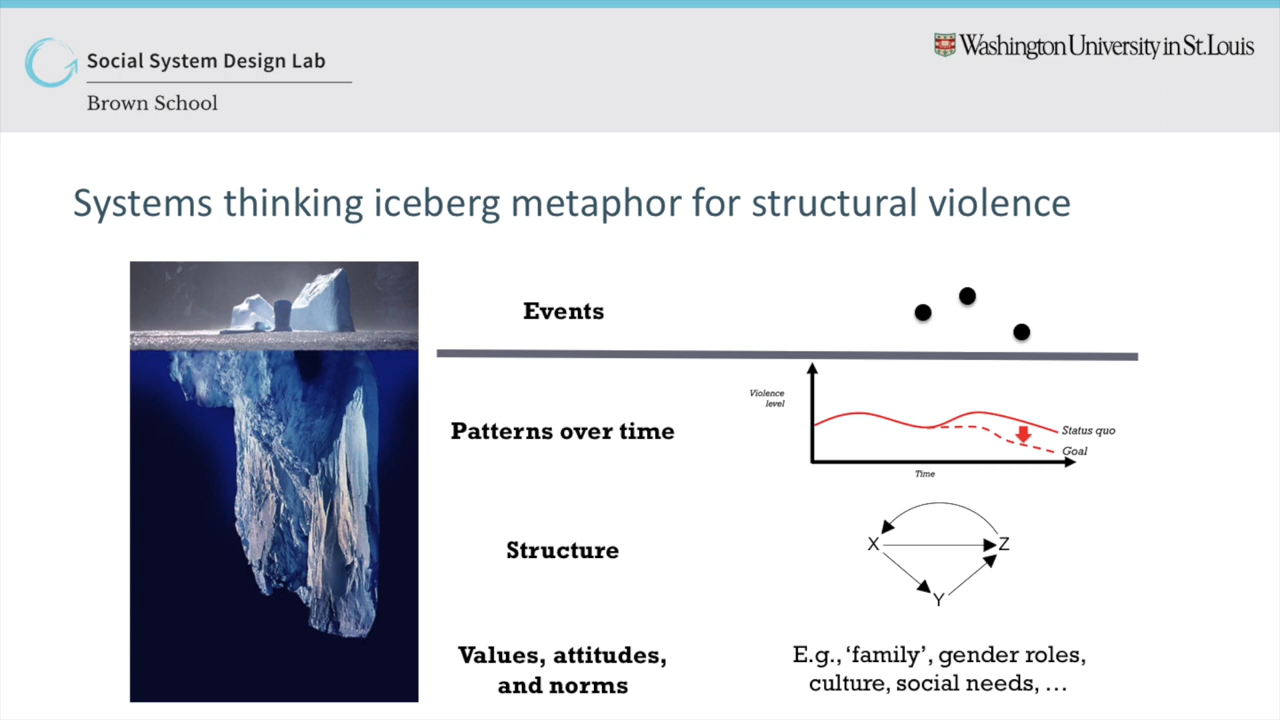 Social System Design Lab
Brown School
Washington University in St. Louis
Systems thinking iceberg metaphor for structural violence
Events
Violence
level
Patterns over time
Status quo
Goal
Time
Structure
X
Z
Y
Values, attitudes,
and norms
E.g., ‘family’, gender roles,
culture, social needs, …